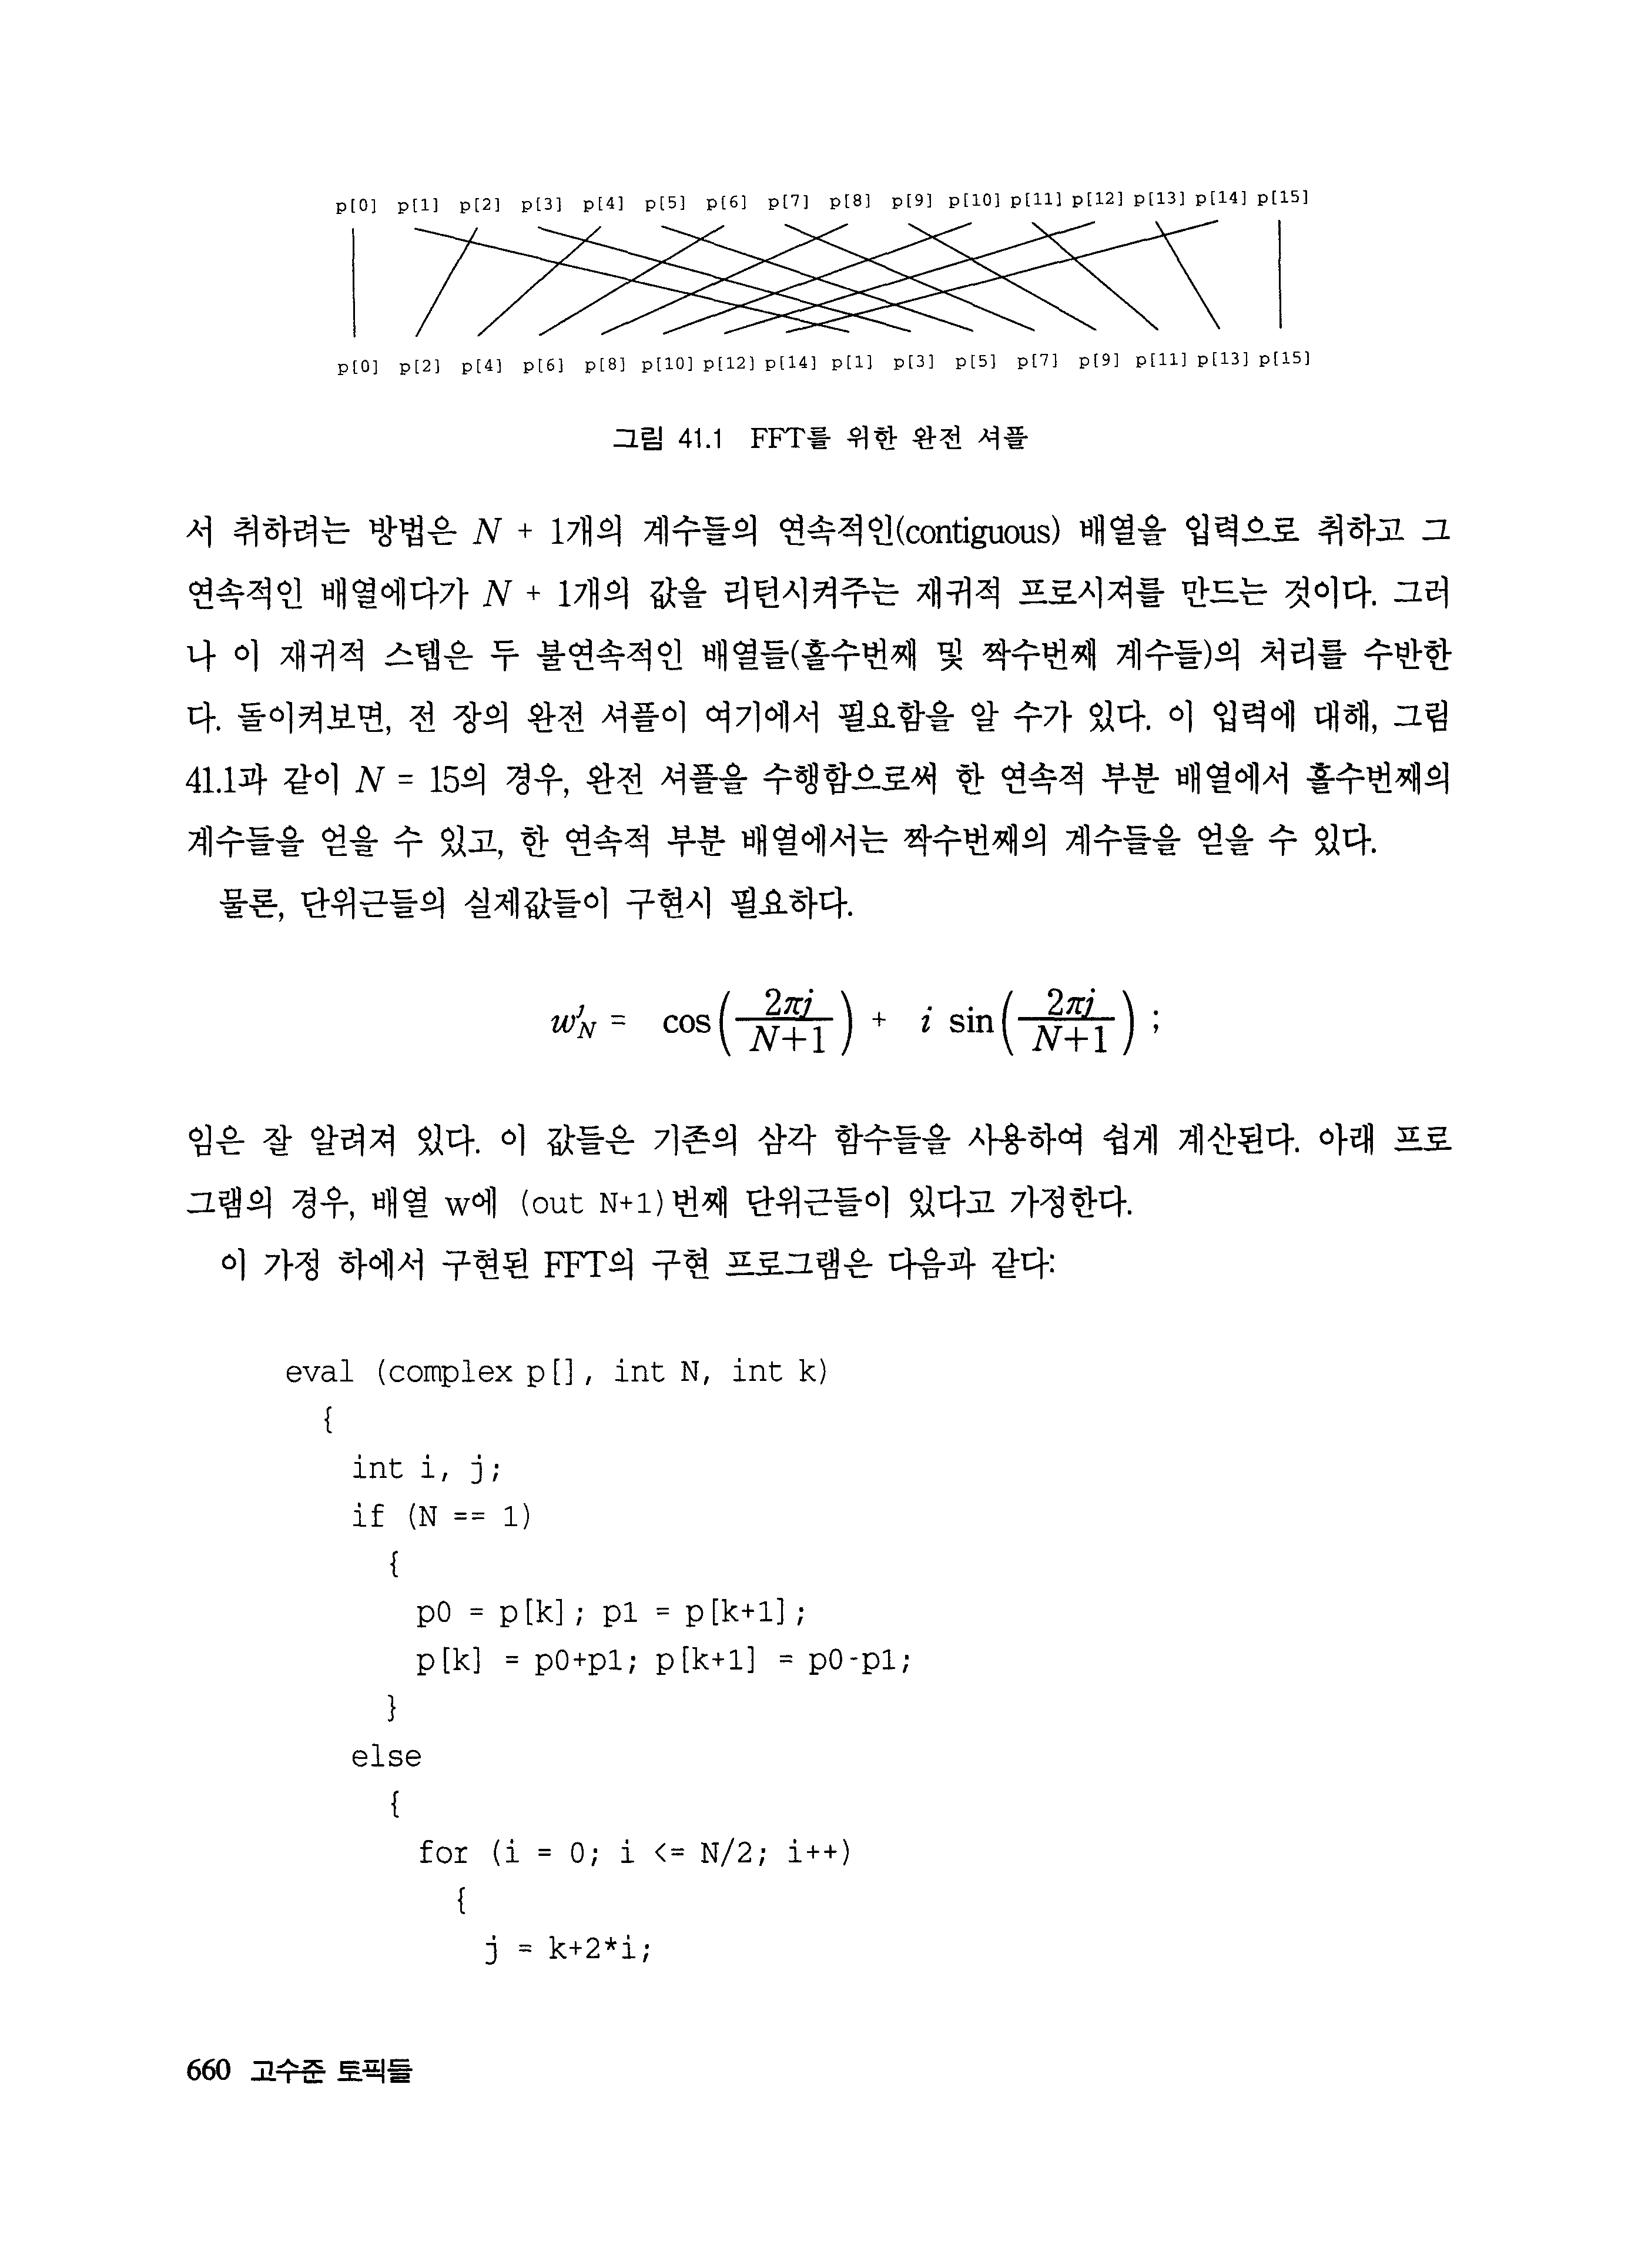 p[0] p[1] p[2] p[3] p[4] p[5] p[6] p[7] p[8] p[9] p[10] p[11] p[12] p[13] p[14] p[15]
p[0] p[2] p[4] p[6] p[8] p[10] p[12] p[14] p[1] p[3] p[5] p[7] p[9] p[11] p[13] p[15]
그림 41.1 FFT를 위한 완전 셔플
서 취하려는 방법은 N + 1개의 계수들의 연속적인(contiguous) 배열을 입력으로 취하고 그
연속적인 배열에다가 N + 1개의 값을 리턴시켜주는 재귀적 프로시져를 만드는 것이다. 그러
나 이 재귀적 스텝은 두 불연속적인 배열들(홀수번째 및 짝수번째 계수들)의 처리를 수반한
다. 돌이켜보면, 전 장의 완전 셔플이 여기에서 필요함을 알 수가 있다. 이 입력에 대해, 그림
41.1과 같이 N = 15의 경우, 완전 셔플을 수행함으로써 한 연속적 부분 배열에서 홀수번째의
계수들을 얻을 수 있고, 한 연속적 부분 배열에서는 짝수번째의 계수들을 얻을 수 있다.
물론, 단위근들의 실제값들이 구현시 필요하다.
w^j_N = cos( 2πj / N+1 ) + i sin( 2πj / N+1 ) ;
임은 잘 알려져 있다. 이 값들은 기존의 삼각 함수들을 사용하여 쉽게 계산된다. 아래 프로
그램의 경우, 배열 w에 (out N+1)번째 단위근들이 있다고 가정한다.
이 가정 하에서 구현된 FFT의 구현 프로그램은 다음과 같다:
eval (complex p[], int N, int k)
{
int i, j;
if (N == 1)
{
p0 = p[k]; p1 = p[k+1];
p[k] = p0+p1; p[k+1] = p0-p1;
}
else
{
for (i = 0; i <= N/2; i++)
{
j = k+2*i;
660 고수준 토픽들